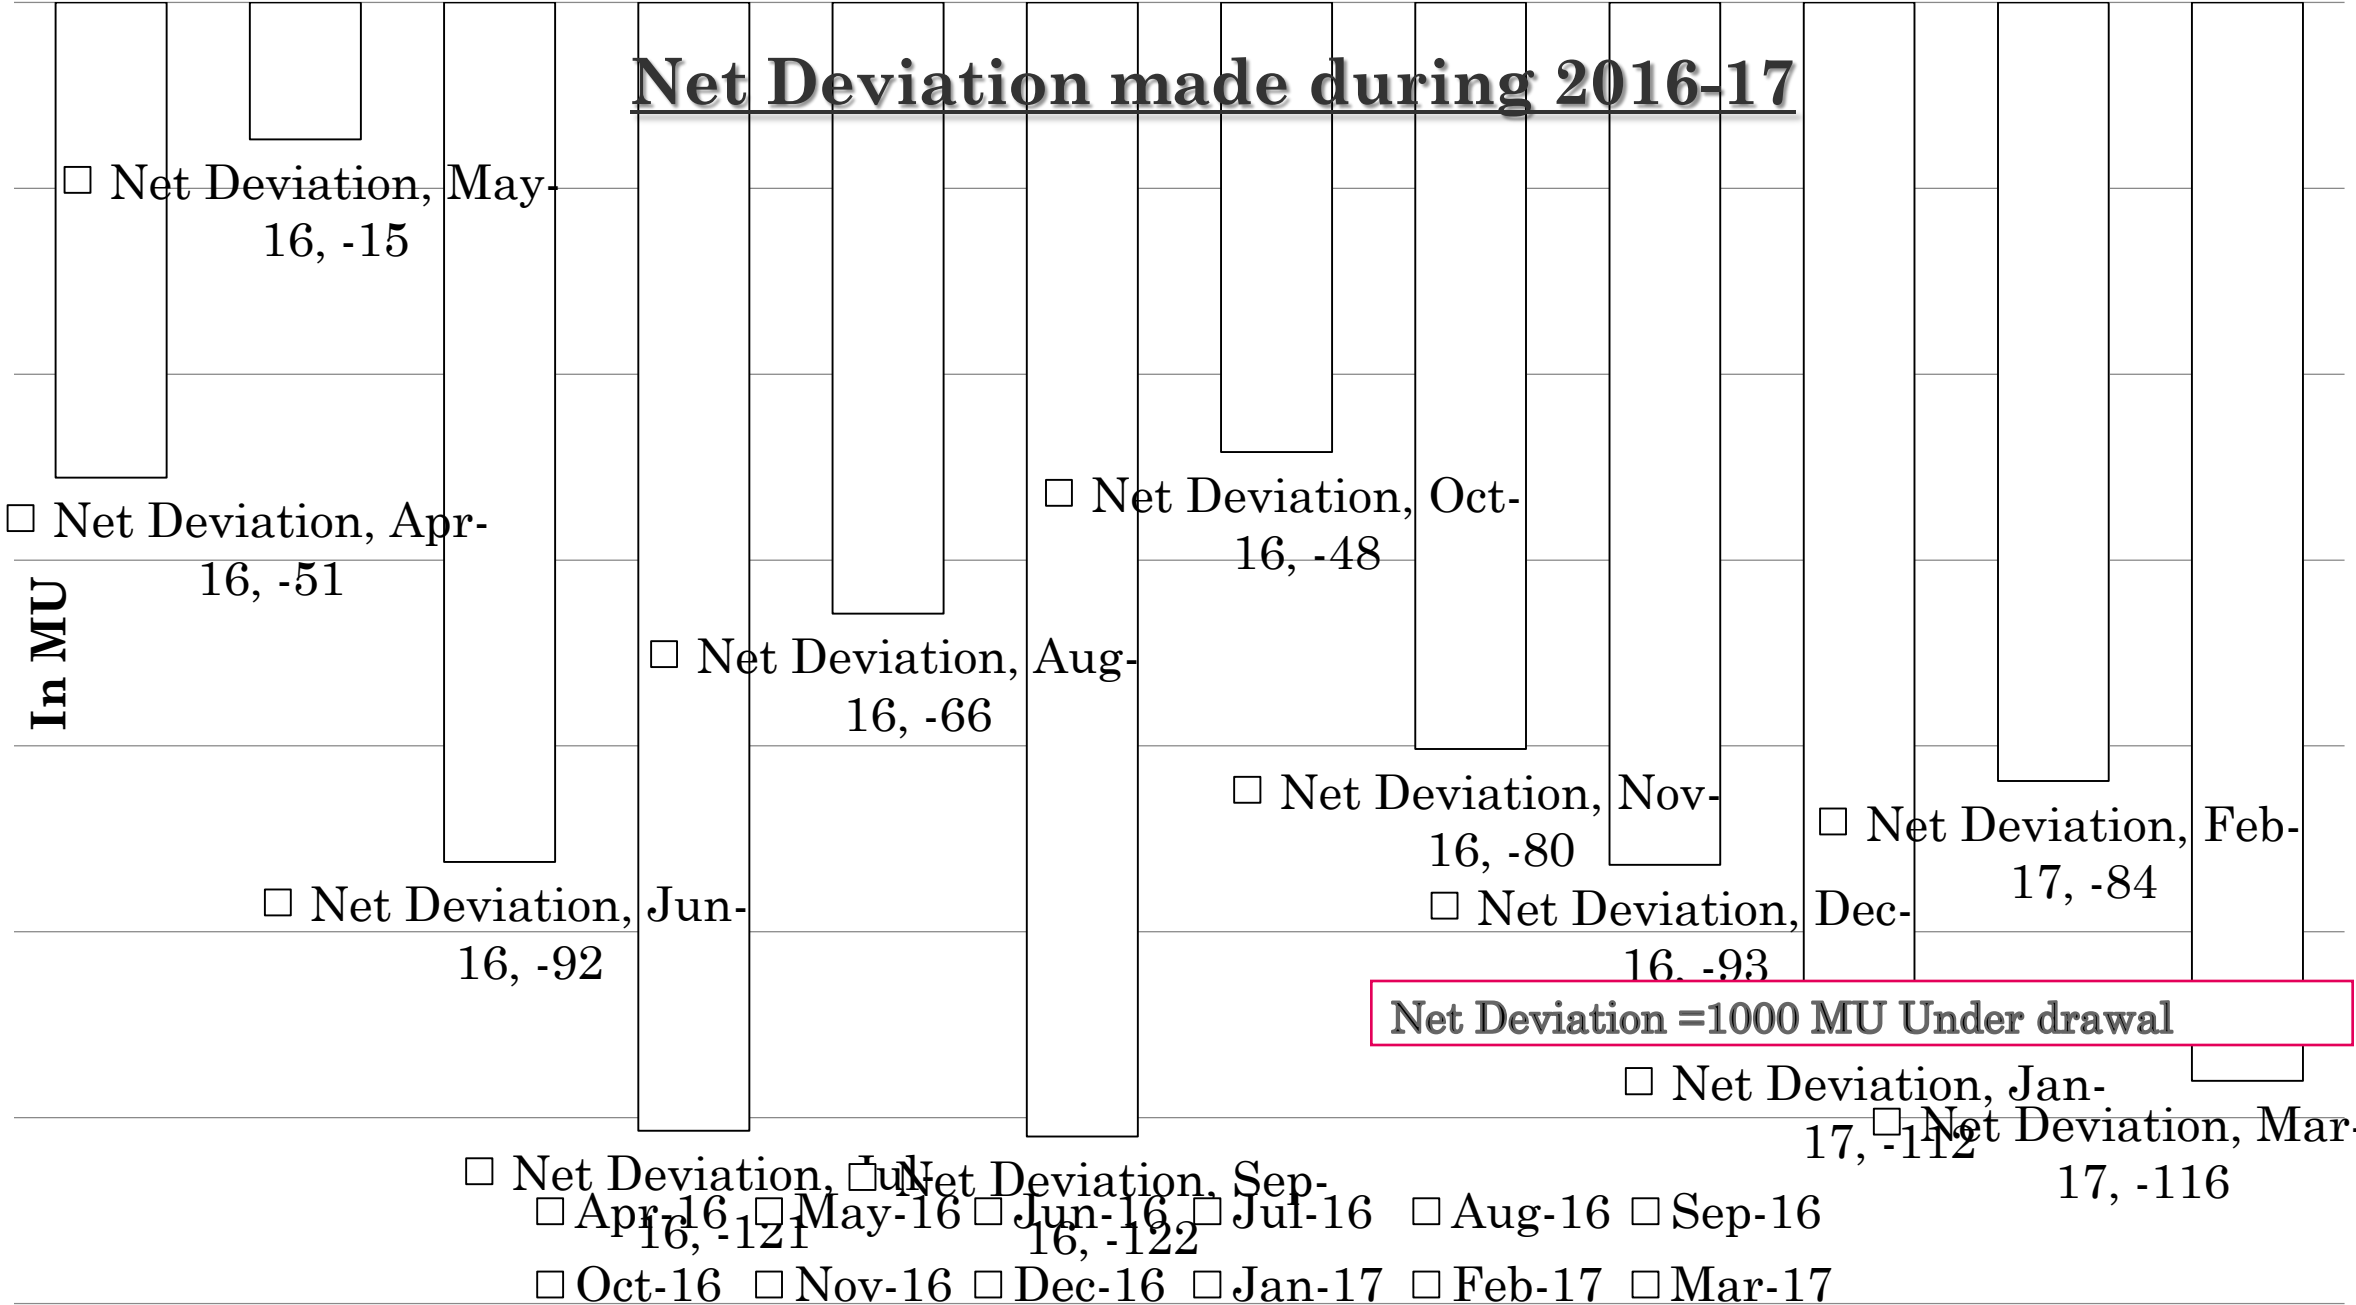 Net Deviation made during 2016-17
Net Deviation, May-
16, -15
Net Deviation, Oct-
16, -48
Net Deviation, Apr-
16, -51
In MU
Net Deviation, Aug-
16, -66
Net Deviation, Nov-
16, -80
Net Deviation, Feb-
17, -84
Net Deviation, Jun-
16, -92
Net Deviation, Dec-
16, -93
Net Deviation =1000 MU Under drawal
Net Deviation, Jan-
17, -112
Net Deviation, Mar-
17, -116
Net Deviation, Jul-
16, -121
Net Deviation, Sep-
16, -122
Apr-16 May-16 Jun-16 Jul-16 Aug-16 Sep-16
Oct-16 Nov-16 Dec-16 Jan-17 Feb-17 Mar-17